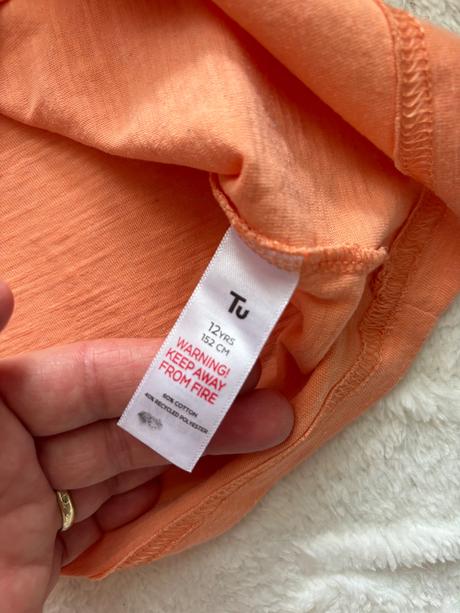 Tu
12YRS
152 CM
WARNING!
KEEP AWAY
FROM FIRE
60% COTTON
40% RECYCLED POLYESTER